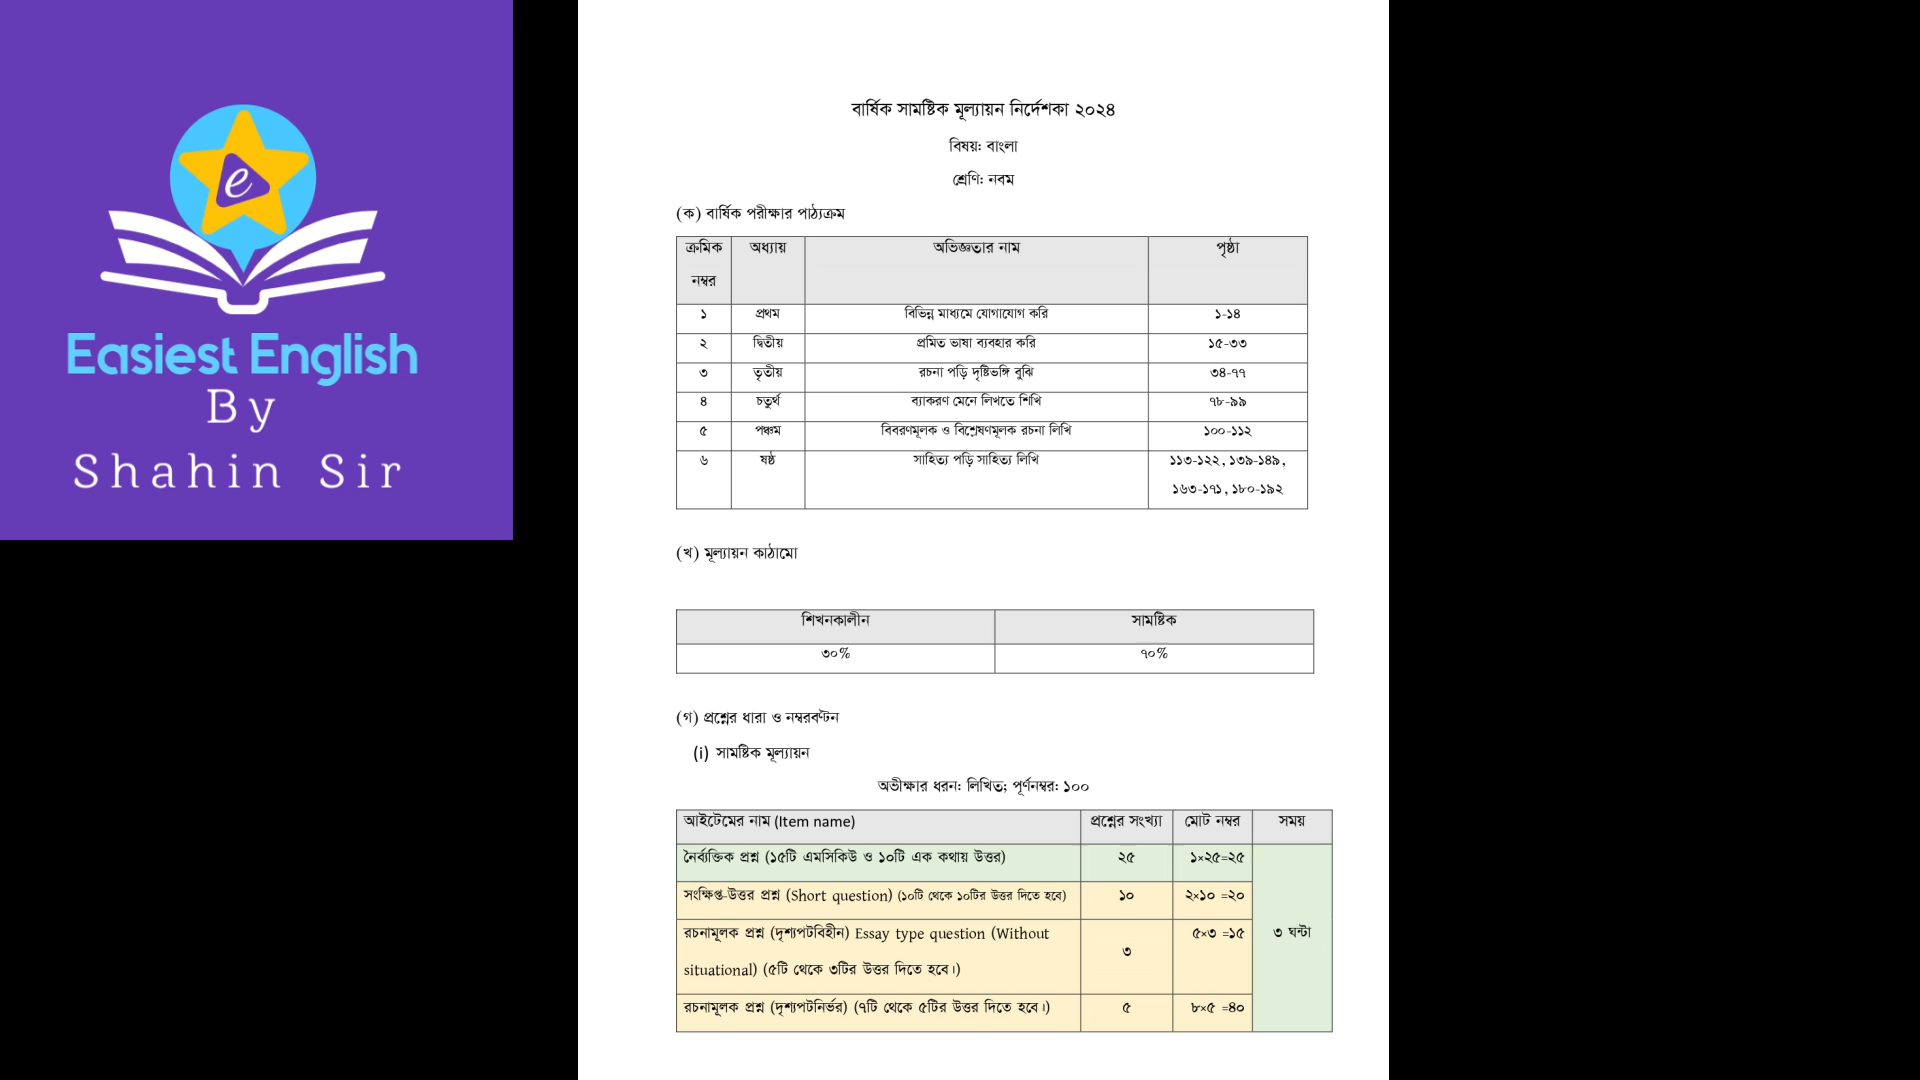 e
Easiest English
By
Shahin Sir
বার্ষিক সামষ্টিক মূল্যায়ন নির্দেশকা ২০২৪
বিষয়: বাংলা
শ্রেণি: নবম
(ক) বার্ষিক পরীক্ষার পাঠ্যক্রম
ক্রমিক নম্বর অধ্যায় অভিজ্ঞতার নাম পৃষ্ঠা
১ প্রথম বিভিন্ন মাধ্যমে যোগাযোগ করি ১-১৪
২ দ্বিতীয় প্রমিত ভাষা ব্যবহার করি ১৫-৩৩
৩ তৃতীয় রচনা পড়ি দৃষ্টিভঙ্গি বুঝি ৩৪-৭৭
৪ চতুর্থ ব্যাকরণ মেনে লিখতে শিখি ৭৮-৯৯
৫ পঞ্চম বিবরণমূলক ও বিশ্লেষণমূলক রচনা লিখি ১০০-১১২
৬ ষষ্ঠ সাহিত্য পড়ি সাহিত্য লিখি ১১৩-১২২, ১৩৯-১৪৯,
১৬৩-১৭১, ১৮০-১৯২
(খ) মূল্যায়ন কাঠামো
শিখনকালীন সামষ্টিক
৩০% ৭০%
(গ) প্রশ্নের ধারা ও নম্বরবণ্টন
(i) সামষ্টিক মূল্যায়ন
অভীক্ষার ধরন: লিখিত; পূর্ণনম্বর: ১০০
আইটেমের নাম (Item name) প্রশ্নের সংখ্যা মোট নম্বর সময়
নৈর্ব্যক্তিক প্রশ্ন (১৫টি এমসিকিউ ও ১০টি এক কথায় উত্তর) ২৫ ১×২৫=২৫
সংক্ষিপ্ত-উত্তর প্রশ্ন (Short question) (১০টি থেকে ১০টির উত্তর দিতে হবে) ১০ ২×১০ =২০
রচনামূলক প্রশ্ন (দৃশ্যপটবিহীন) Essay type question (Without
situational) (৫টি থেকে ৩টির উত্তর দিতে হবে।) ৩ ৫×৩ =১৫ ৩ ঘন্টা
রচনামূলক প্রশ্ন (দৃশ্যপটনির্ভর) (৭টি থেকে ৫টির উত্তর দিতে হবে।) ৫ ৮×৫ =৪০